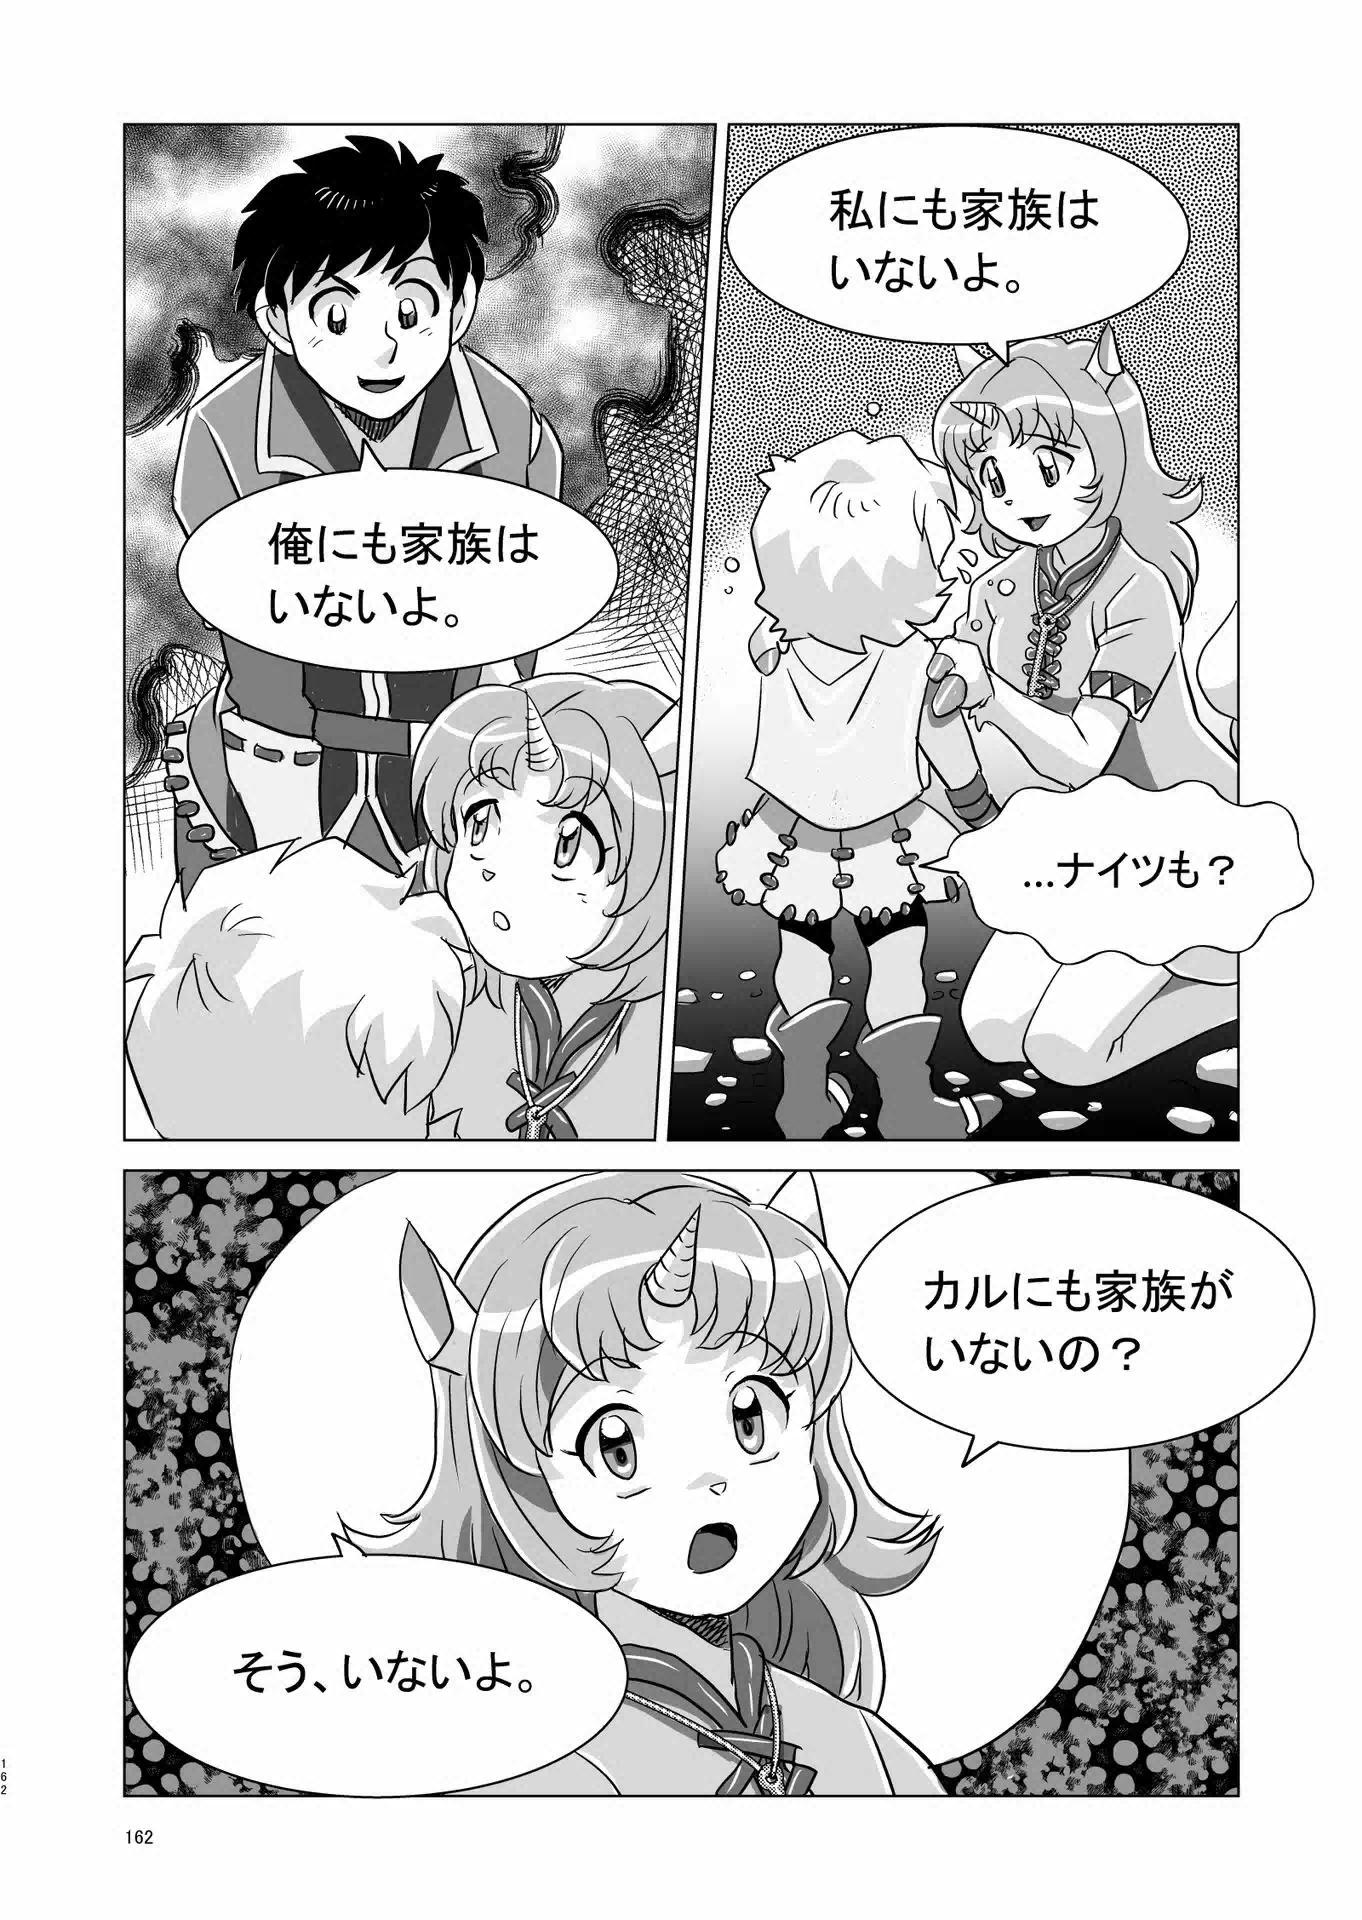 私にも家族は
いないよ。
…ナイツも？
俺にも家族は
いないよ。
カルにも家族が
いないの？
そう、いないよ。
162
162